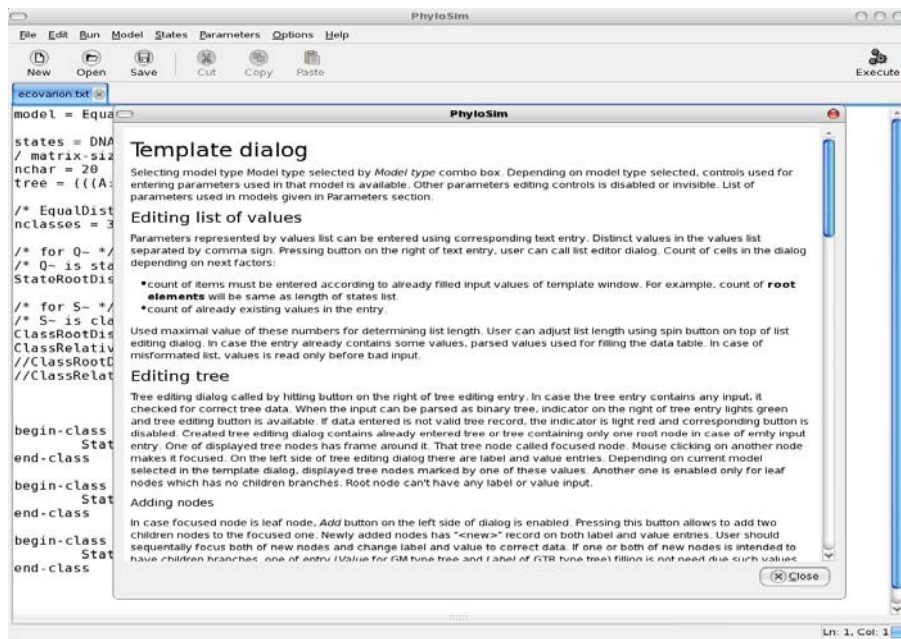 PhyloSim
File Edit Run Model States Parameters Options Help
New Open Save Cut Copy Paste Execute
ecovarion.txt
model = Equa
states = DNA
/ matrix-siz
nchar = 20
tree = (((A:
/* EqualDist
nclasses = 3
/* for Q~ */
/* Q~ is sta
StateRootDis
/* for S~ */
/* S~ is cla
ClassRootDis
ClassRelativ
//ClassRootD
//ClassRelat
begin-class
Stat
end-class
begin-class
Stat
end-class
begin-class
Stat
end-class
PhyloSim
Template dialog
Selecting model type Model type selected by Model type combo box. Depending on model type selected, controls used for
entering parameters used in that model is available. Other parameters editing controls is disabled or invisible. List of
parameters used in models given in Parameters section.
Editing list of values
Parameters represented by values list can be entered using corresponding text entry. Distinct values in the values list
separated by comma sign. Pressing button on the right of text entry, user can call list editor dialog. Count of cells in the dialog
depending on next factors:
•count of items must be entered according to already filled input values of template window. For example, count of root
elements will be same as length of states list.
•count of already existing values in the entry.
Used maximal value of these numbers for determining list length. User can adjust list length using spin button on top of list
editing dialog. In case the entry already contains some values, parsed values used for filling the data table. In case of
misformated list, values is read only before bad input.
Editing tree
Tree editing dialog called by hitting button on the right of tree editing entry. In case the tree entry contains any input, it
checked for correct tree data. When the input can be parsed as binary tree, indicator on the right of tree entry lights green
and tree editing button is available. If data entered is not valid tree record, the indicator is light red and corresponding button is
disabled. Created tree editing dialog contains already entered tree or tree containing only one root node in case of emty input
entry. One of displayed tree nodes has frame around it. That tree node called focused node. Mouse clicking on another node
makes it focused. On the left side of tree editing dialog there are label and value entries. Depending on current model
selected in the template dialog, displayed tree nodes marked by one of these values. Another one is enabled only for leaf
nodes which has no children branches. Root node can't have any label or value input.
Adding nodes
In case focused node is leaf node, Add button on the left side of dialog is enabled. Pressing this button allows to add two
children nodes to the focused one. Newly added nodes has "<new>" record on both label and value entries. User should
sequentially focus both of new nodes and change label and value to correct data. If one or both of new nodes is intended to
have children branches, one of entry (Value for GM type tree and Label of GTR type tree) filling is not need due such values
Close
Ln: 1, Col: 1